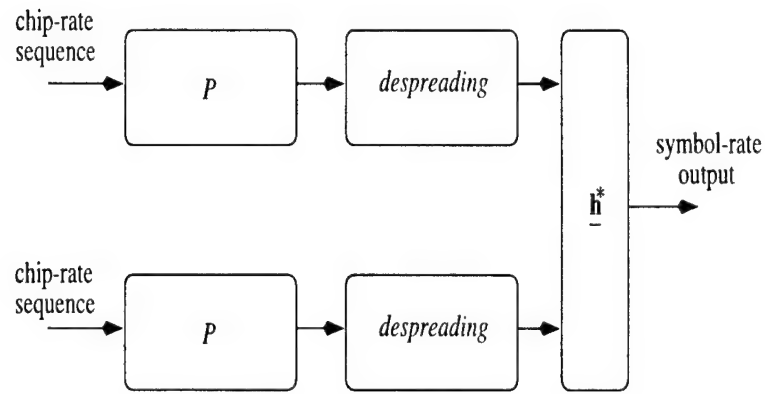 chip-rate
sequence
P
despreading
symbol-rate
output
h*
chip-rate
sequence
P
despreading